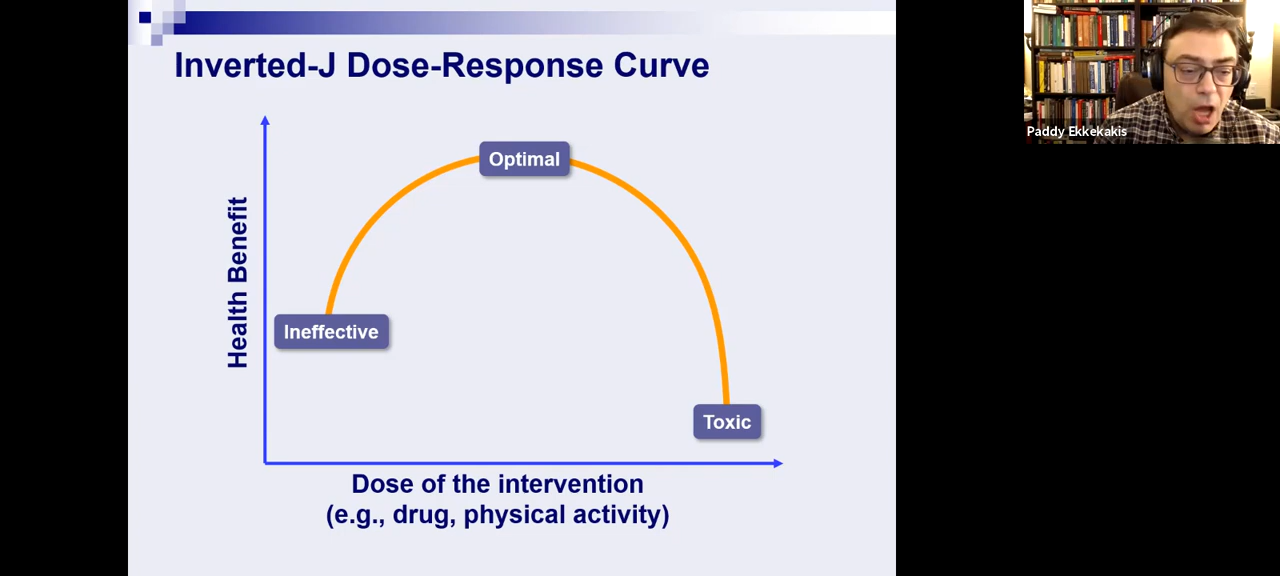 Inverted-J Dose-Response Curve
Paddy Ekkekakis
Optimal
Health Benefit
Ineffective
Toxic
Dose of the intervention
(e.g., drug, physical activity)